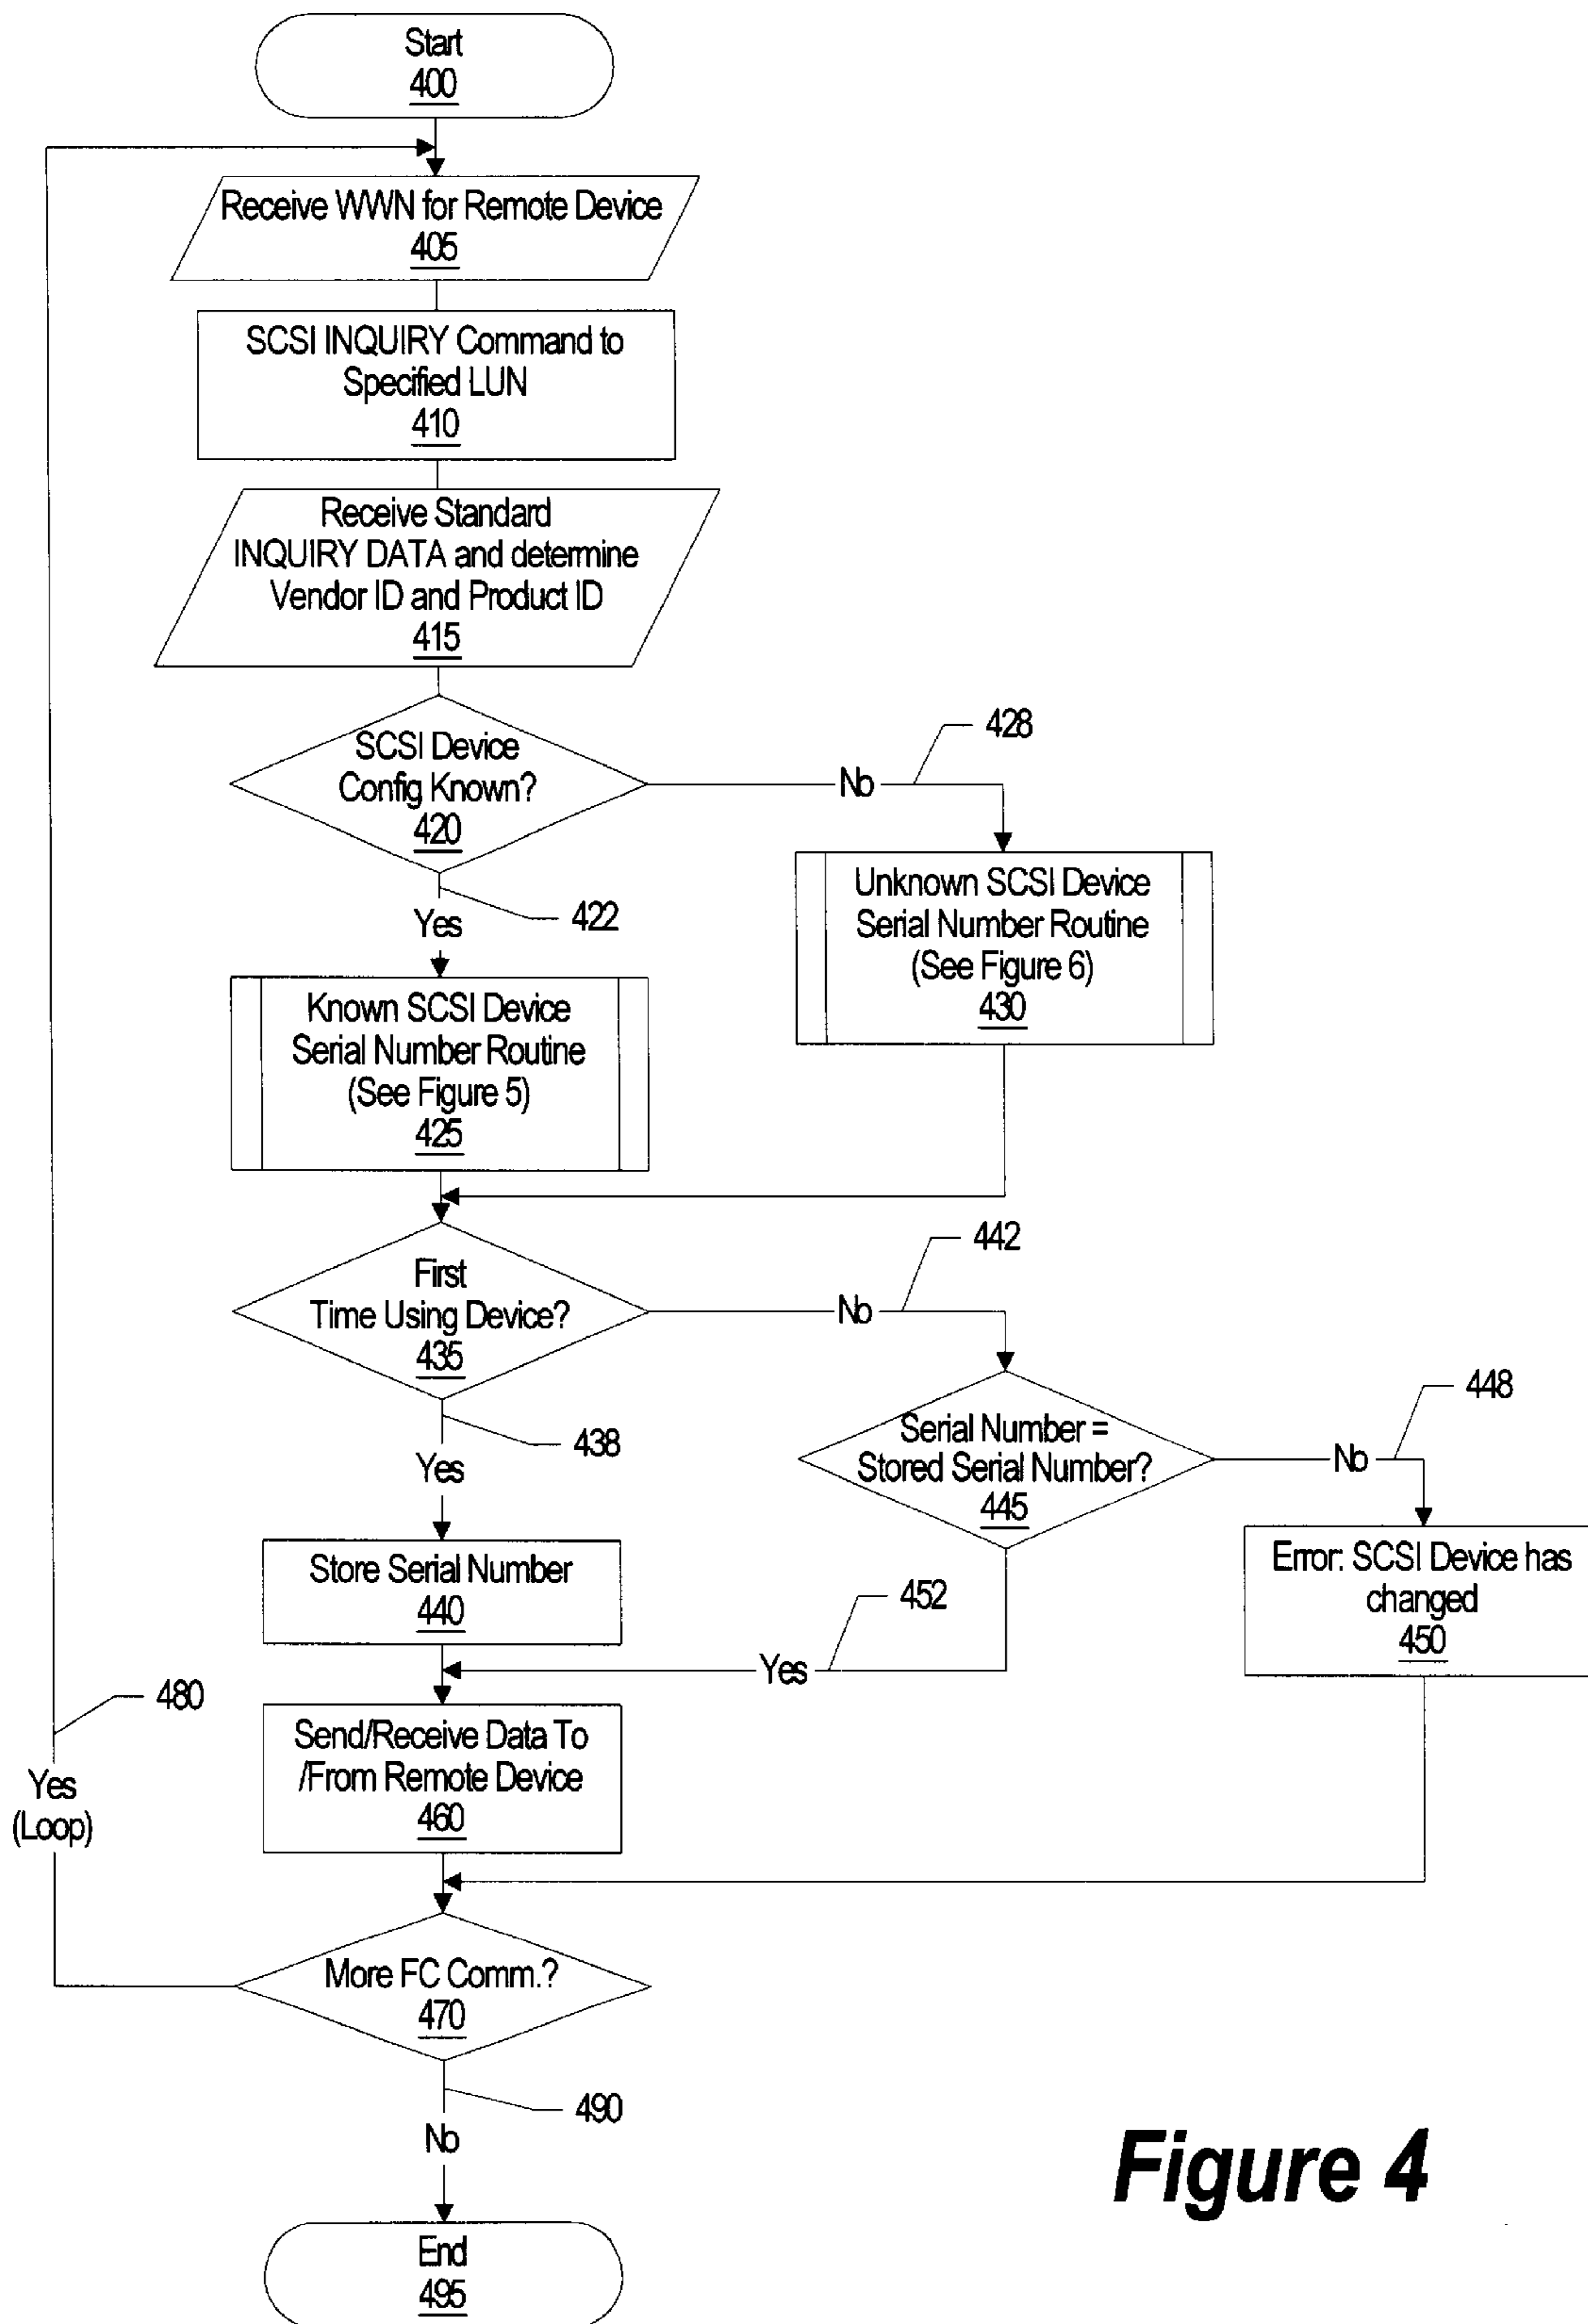 Start
400
Receive WWN for Remote Device
405
SCSI INQUIRY Command to
Specified LUN
410
Receive Standard
INQUIRY DATA and determine
Vendor ID and Product ID
415
SCSI Device
Config Known?
420
No
428
422
Yes
Unknown SCSI Device
Serial Number Routine
(See Figure 6)
430
Known SCSI Device
Serial Number Routine
(See Figure 5)
425
First
Time Using Device?
435
No
442
438
Yes
Serial Number =
Stored Serial Number?
445
No
448
Error: SCSI Device has
changed
450
Store Serial Number
440
452
Yes
480
Yes
(Loop)
Send/Receive Data To
/From Remote Device
460
More FC Comm.?
470
490
No
End
495
Figure 4